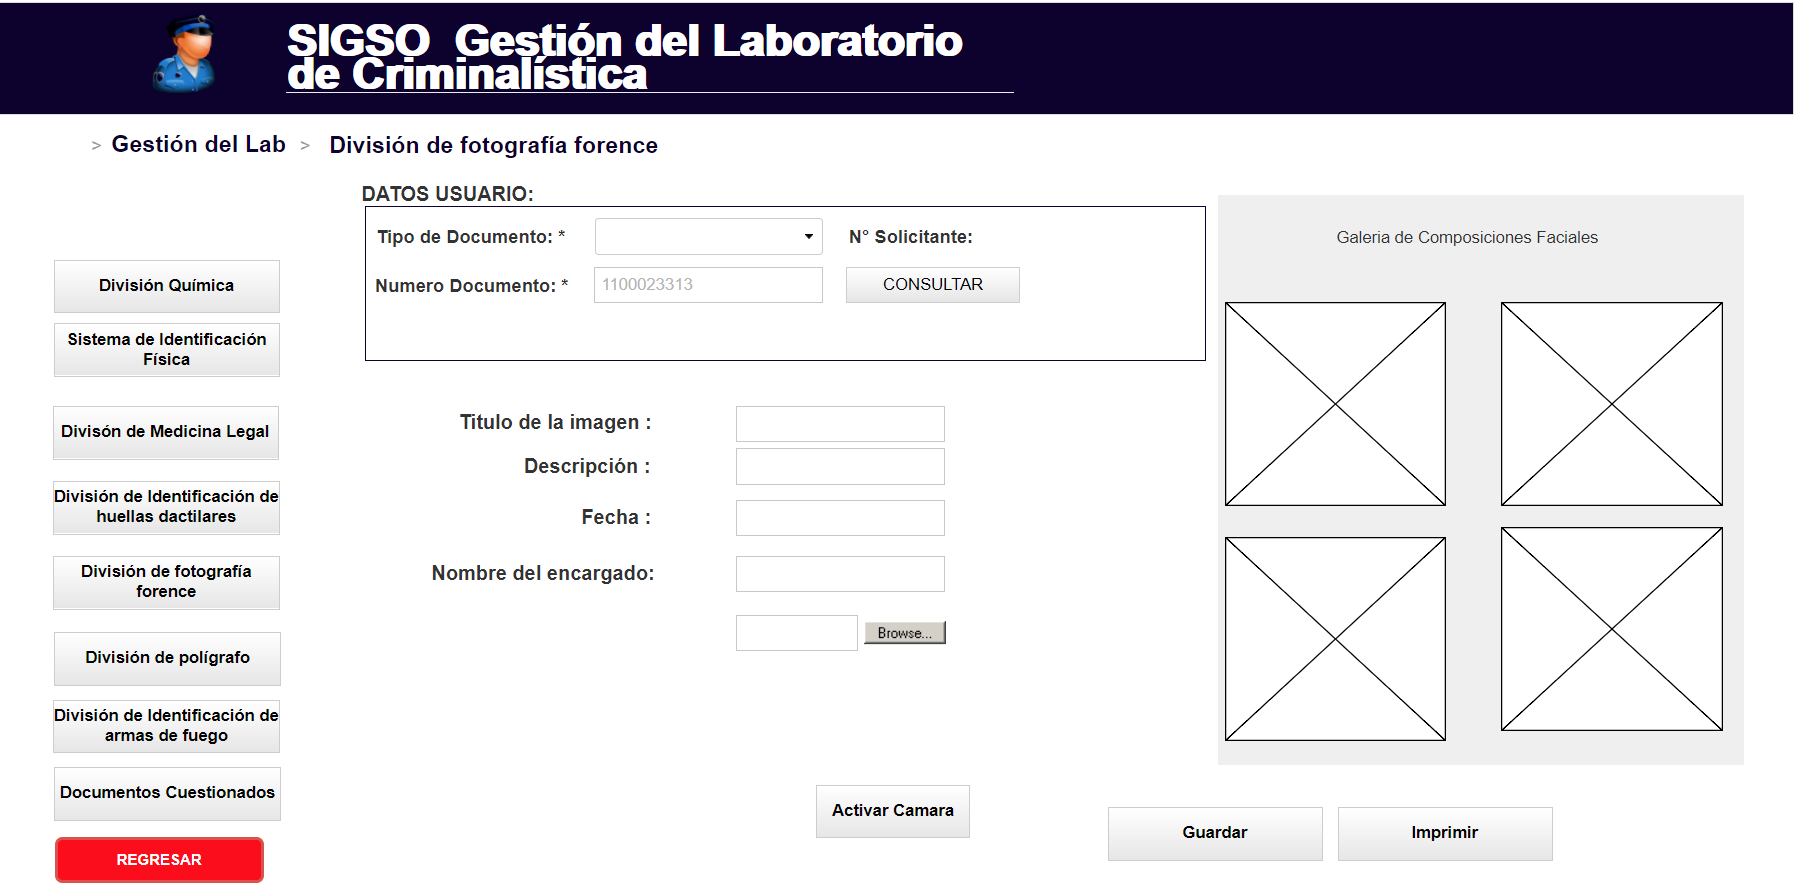 SIGSO  Gestión del Laboratorio
de Criminalística
> Gestión del Lab > División de fotografía forence
DATOS USUARIO:
Tipo de Documento: *
N° Solicitante:
Numero Documento: *
1100023313
CONSULTAR
Galeria de Composiciones Faciales
División Química
Sistema de Identificación
Física
Divisón de Medicina Legal
División de Identificación de
huellas dactilares
División de fotografía
forence
División de polígrafo
División de Identificación de
armas de fuego
Documentos Cuestionados
REGRESAR
Titulo de la imagen :
Descripción :
Fecha :
Nombre del encargado:
Browse...
Activar Camara
Guardar
Imprimir